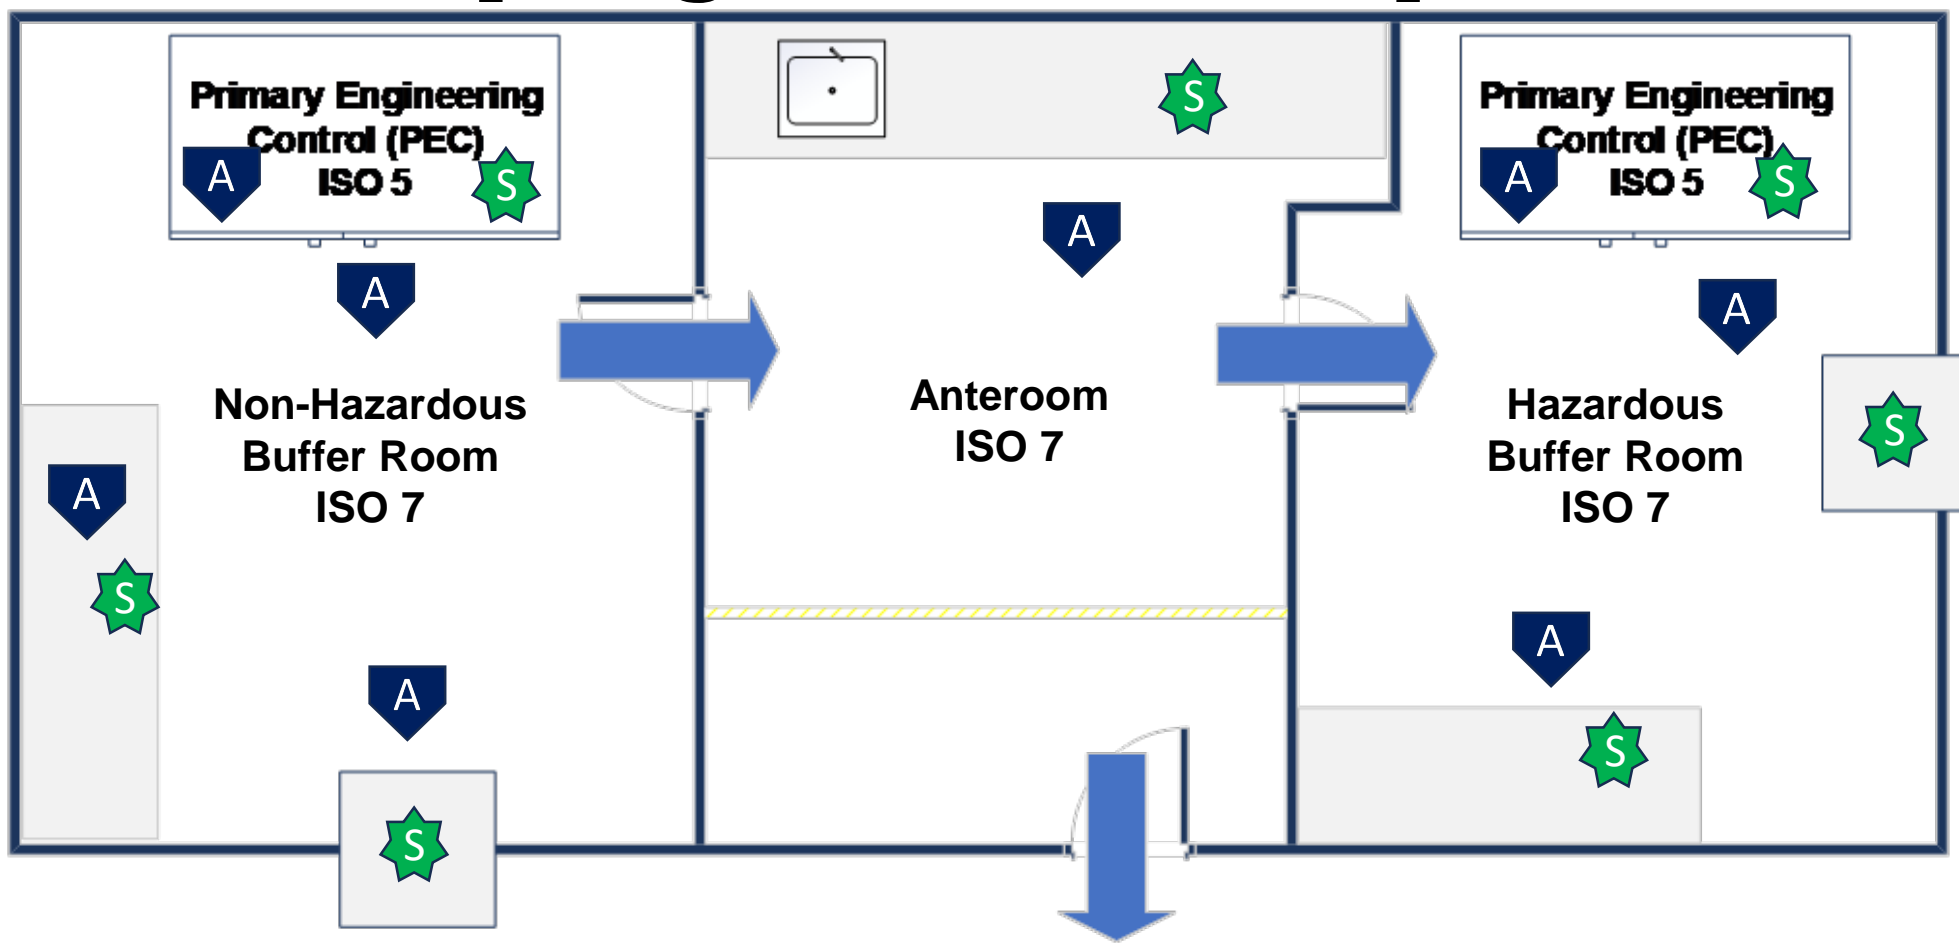 Primary Engineering
Control (PEC)
ISO 5
A
S
A
Non-Hazardous
Buffer Room
ISO 7
A
S
A
S
S
A
Anteroom
ISO 7
Primary Engineering
Control (PEC)
ISO 5
A
S
A
Hazardous
Buffer Room
ISO 7
S
A
S